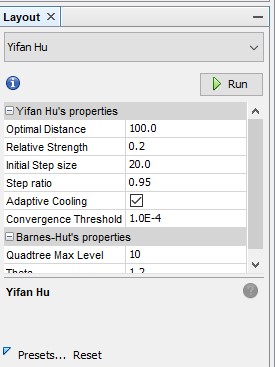 Layout
Yifan Hu
Run
Yifan Hu's properties
Optimal Distance 100.0
Relative Strength 0.2
Initial Step size 20.0
Step ratio 0.95
Adaptive Cooling
Convergence Threshold 1.0E-4
Barnes-Hut's properties
Quadtree Max Level 10
Theta 1.2
Yifan Hu
Presets... Reset